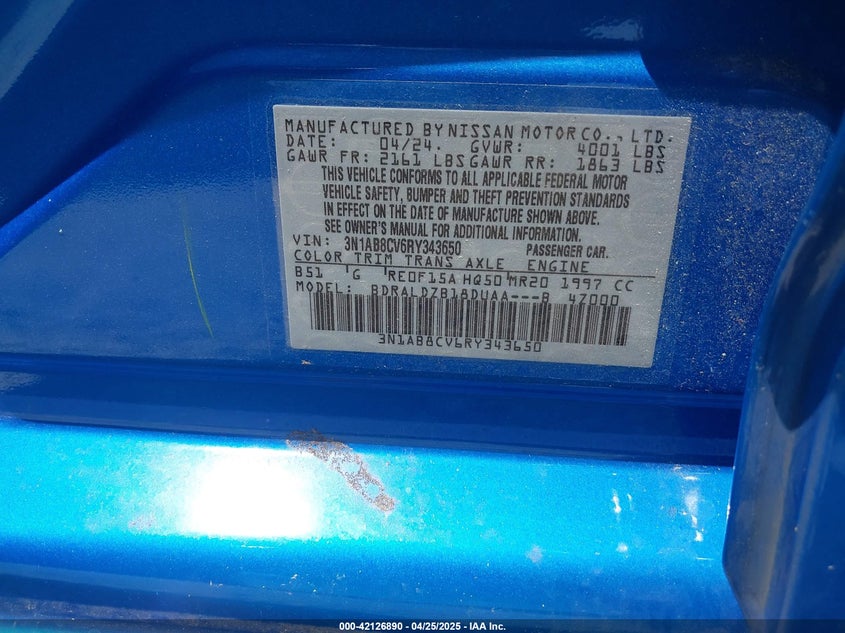 MANUFACTURED BY NISSAN MOTOR CO., LTD.
DATE: 04/24. GVWR: 4001 LBS
GAWR FR: 2161 LBS GAWR RR: 1863 LBS
THIS VEHICLE CONFORMS TO ALL APPLICABLE FEDERAL MOTOR
VEHICLE SAFETY, BUMPER AND THEFT PREVENTION STANDARDS
IN EFFECT ON THE DATE OF MANUFACTURE SHOWN ABOVE.
SEE OWNER'S MANUAL FOR ADDITIONAL INFORMATION.
VIN: 3N1AB8CV6RY343650 PASSENGER CAR.
COLOR TRIM TRANS AXLE ENGINE
B51 G RE0F15A HQ50 MR20 1997 CC
MODEL: BDRALDZB18DUAA---B 4Z000
3N1AB8CV6RY343650
000-42126890 - 04/25/2025 - IAA Inc.